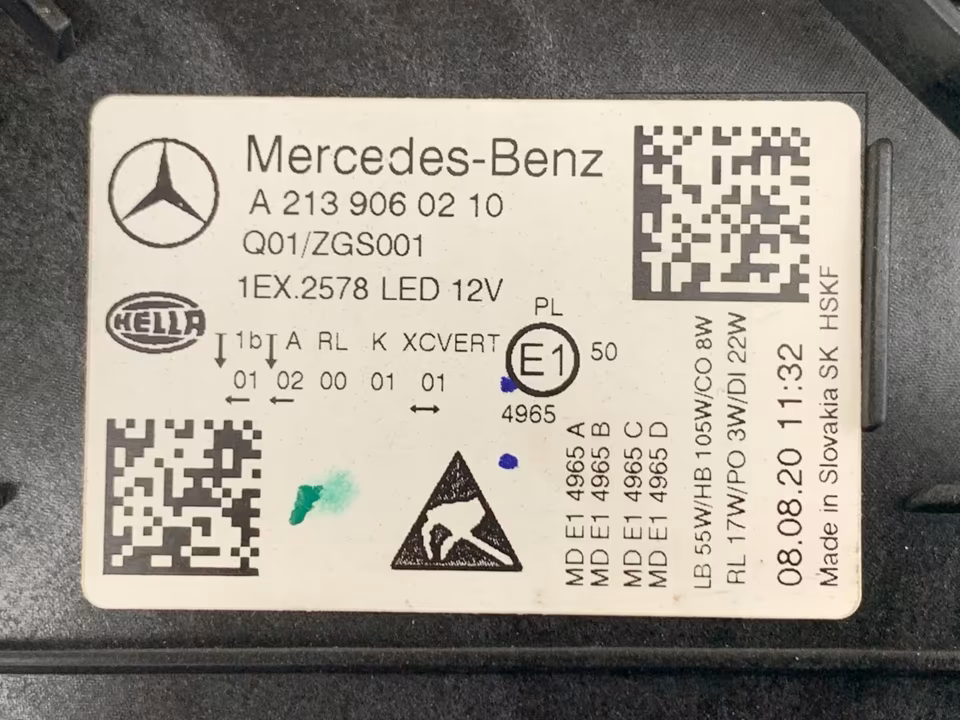 Mercedes-Benz
A 213 906 02 10
Q01/ZGS001
1EX.2578 LED 12V
HELLA
1b A RL K XCVERT
01 02 00 01 01
PL
E1
50
4965
MD E1 4965 A
MD E1 4965 B
MD E1 4965 C
MD E1 4965 D
LB 55W/HB 105W/CO 8W
RL 17W/PO 3W/DI 22W
08.08.20 11:32
Made in Slovakia SK HSKF